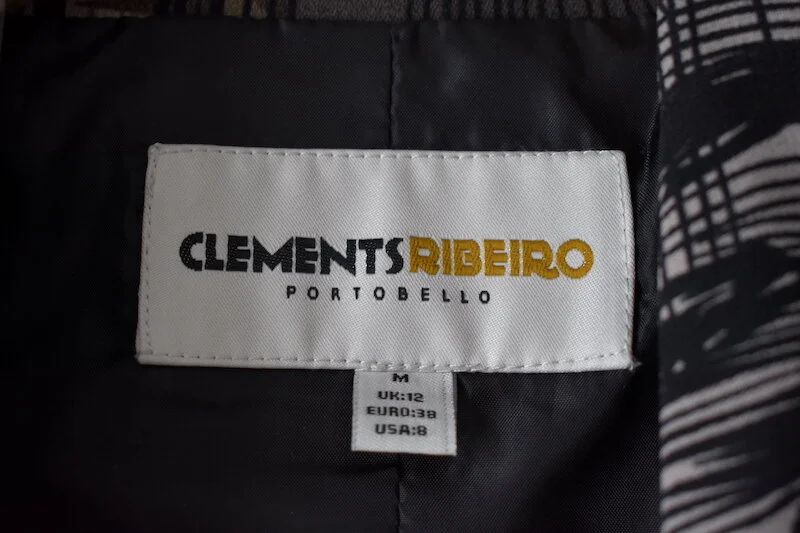 CLEMENTSRIBEIRO
PORTOBELLO
M
UK:12
EURO:38
USA:8